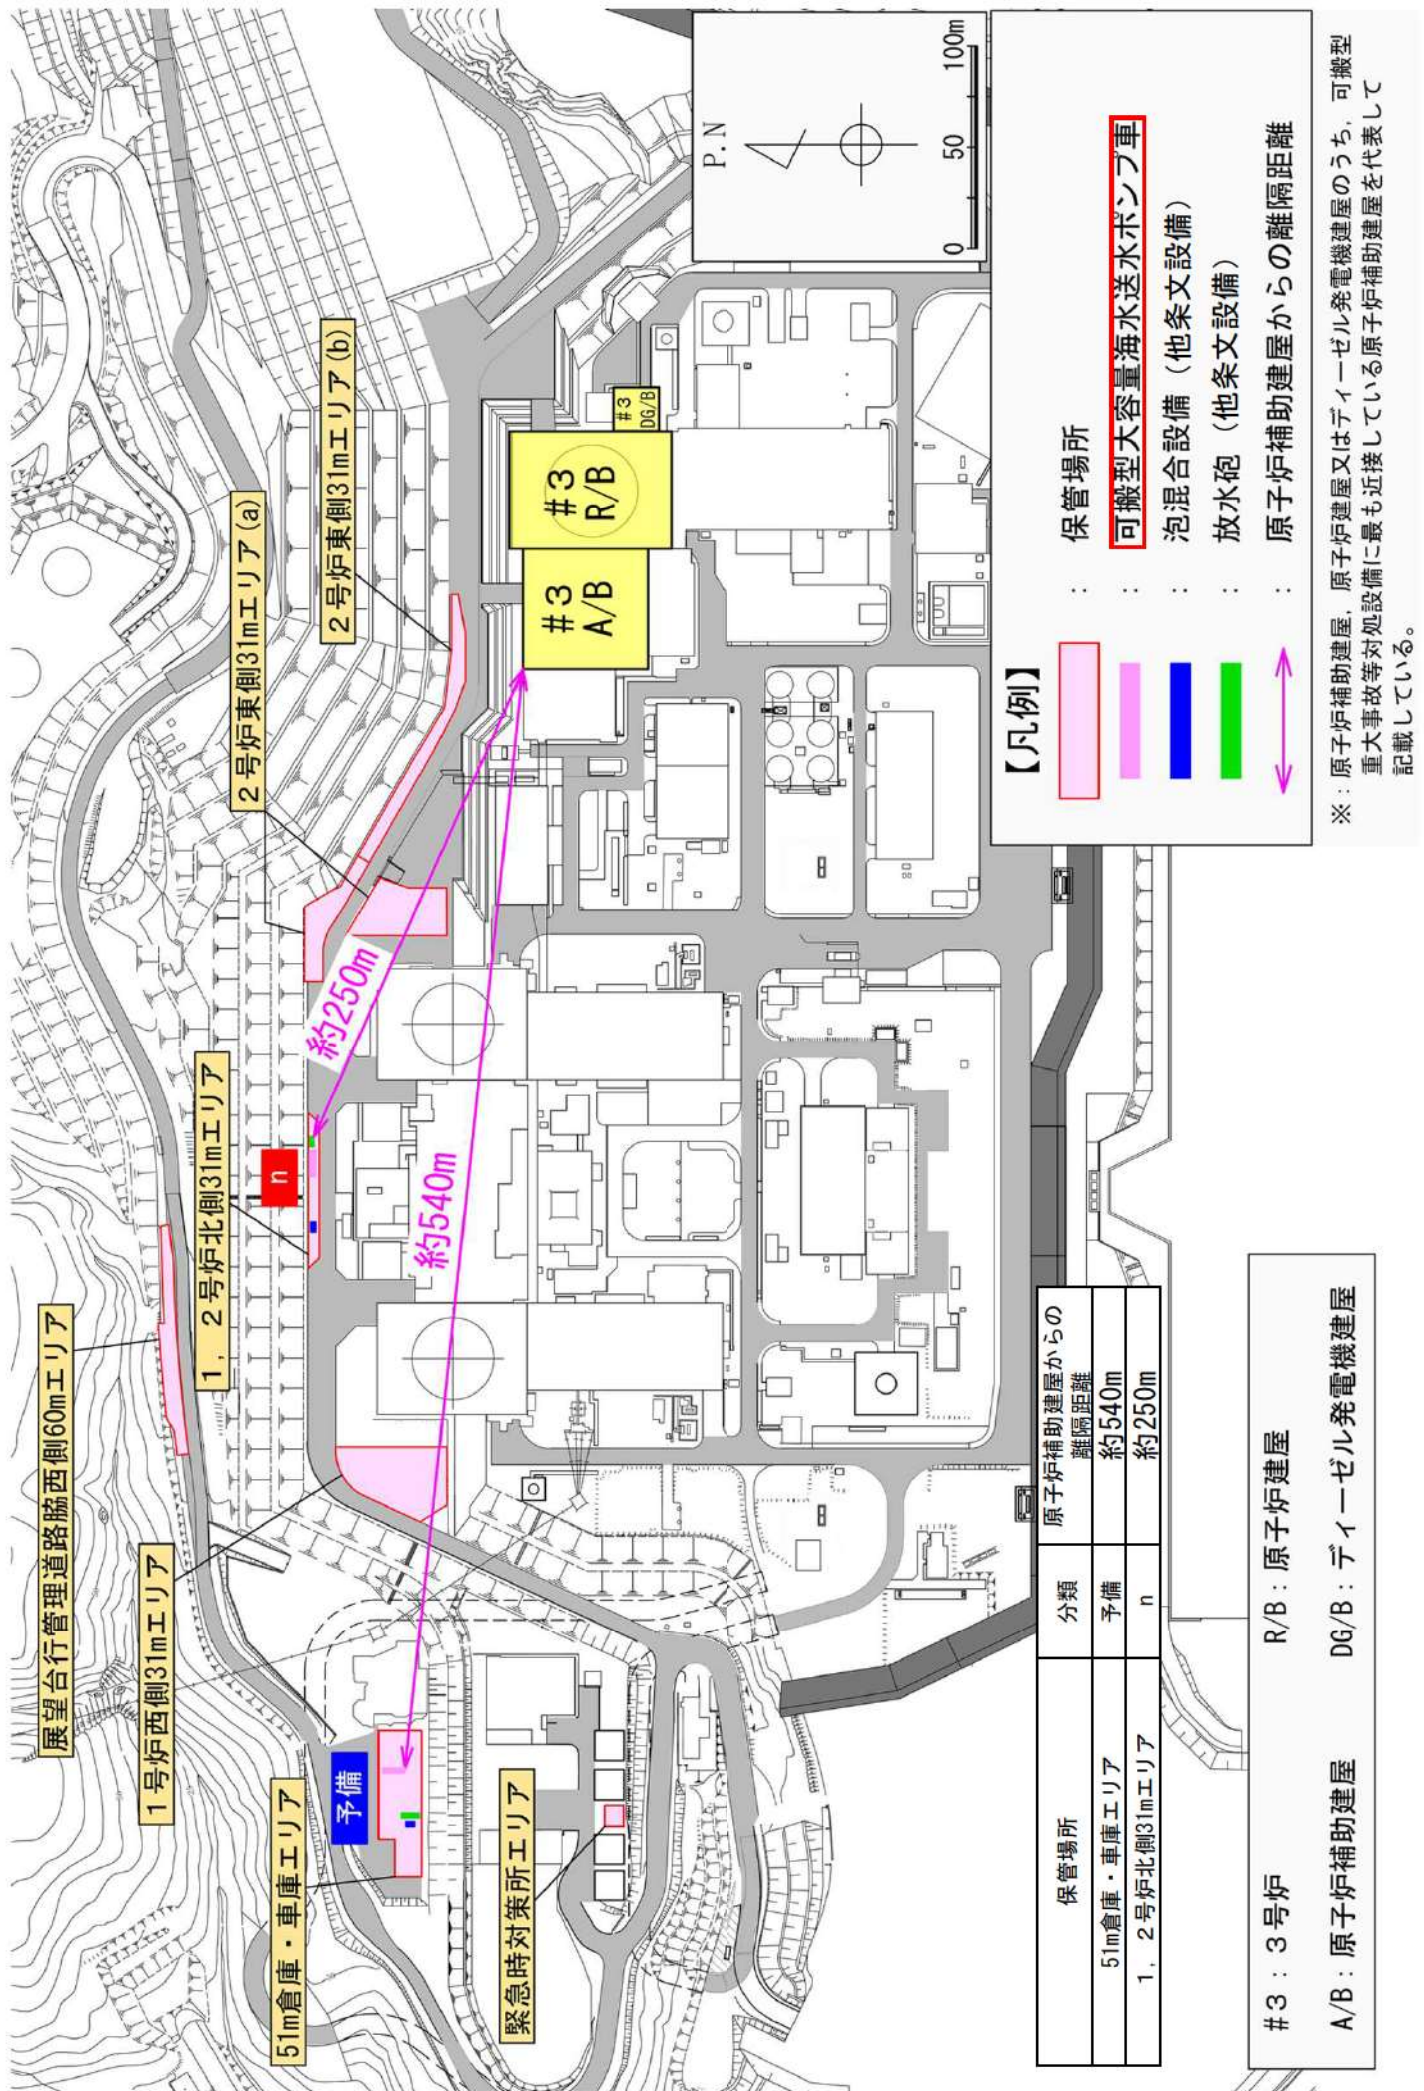 展望台行管理道路脇西側60mエリア
1号炉西側31mエリア
51m倉庫・車庫エリア
予備
緊急時対策所エリア
1，2号炉北側31mエリア
n
2号炉東側31mエリア(a)
2号炉東側31mエリア(b)
約250m
約540m
#3
A/B
#3
R/B
#3
DG/B
P.N
0 50 100m
【凡例】
： 保管場所
： 可搬型大容量海水送水ポンプ車
： 泡混合設備（他条文設備）
： 放水砲（他条文設備）
： 原子炉補助建屋からの離隔距離
※：原子炉補助建屋，原子炉建屋又はディーゼル発電機建屋のうち，可搬型
重大事故等対処設備に最も近接している原子炉補助建屋を代表して
記載している。
保管場所 分類 原子炉補助建屋からの
離隔距離
51m倉庫・車庫エリア 予備 約540m
1，2号炉北側31mエリア n 約250m
#3：3号炉 R/B：原子炉建屋
A/B：原子炉補助建屋 DG/B：ディーゼル発電機建屋